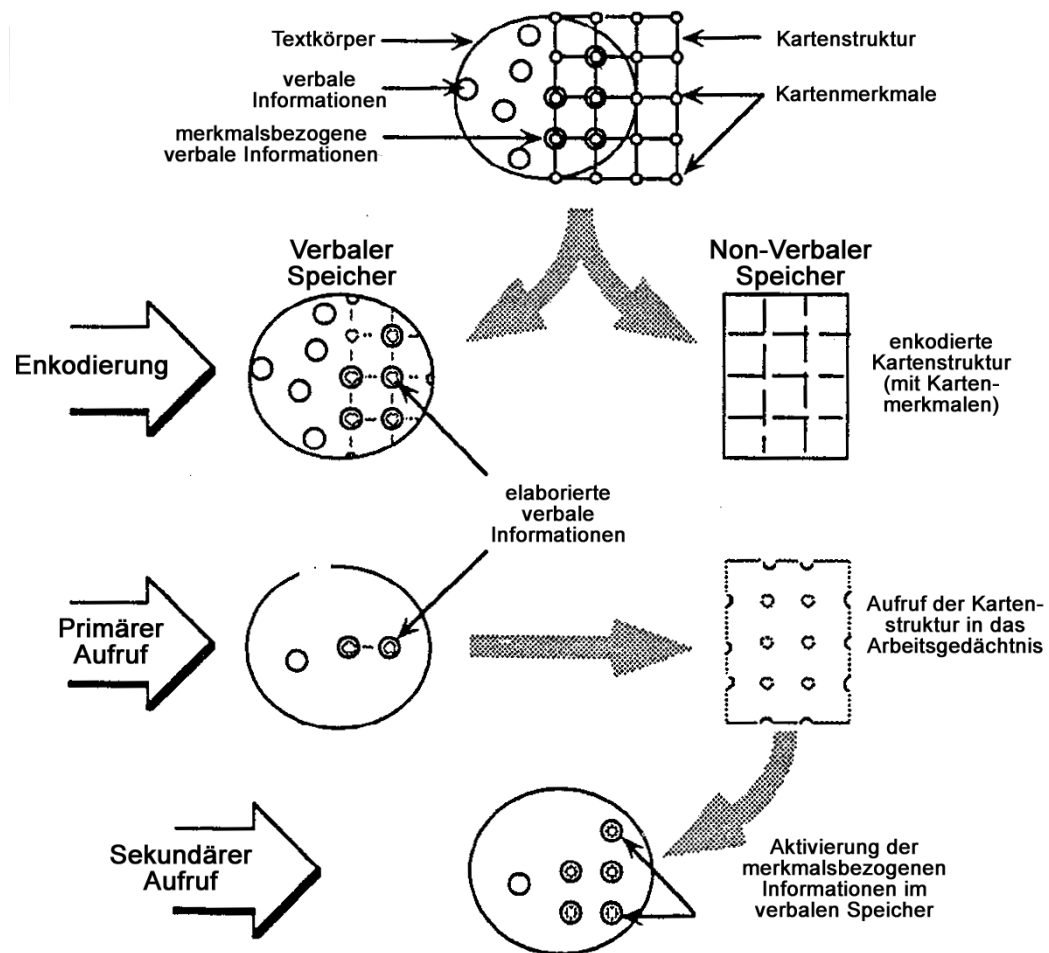 Textkörper
Kartenstruktur
verbale
Informationen
Kartenmerkmale
merkmalsbezogene
verbale Informationen
Verbaler
Speicher
Non-Verbaler
Speicher
Enkodierung
enkodierte
Kartenstruktur
(mit Karten-
merkmalen)
elaborierte
verbale
Informationen
Primärer
Aufruf
Aufruf der Karten-
struktur in das
Arbeitsgedächtnis
Sekundärer
Aufruf
Aktivierung der
merkmalsbezogenen
Informationen im
verbalen Speicher